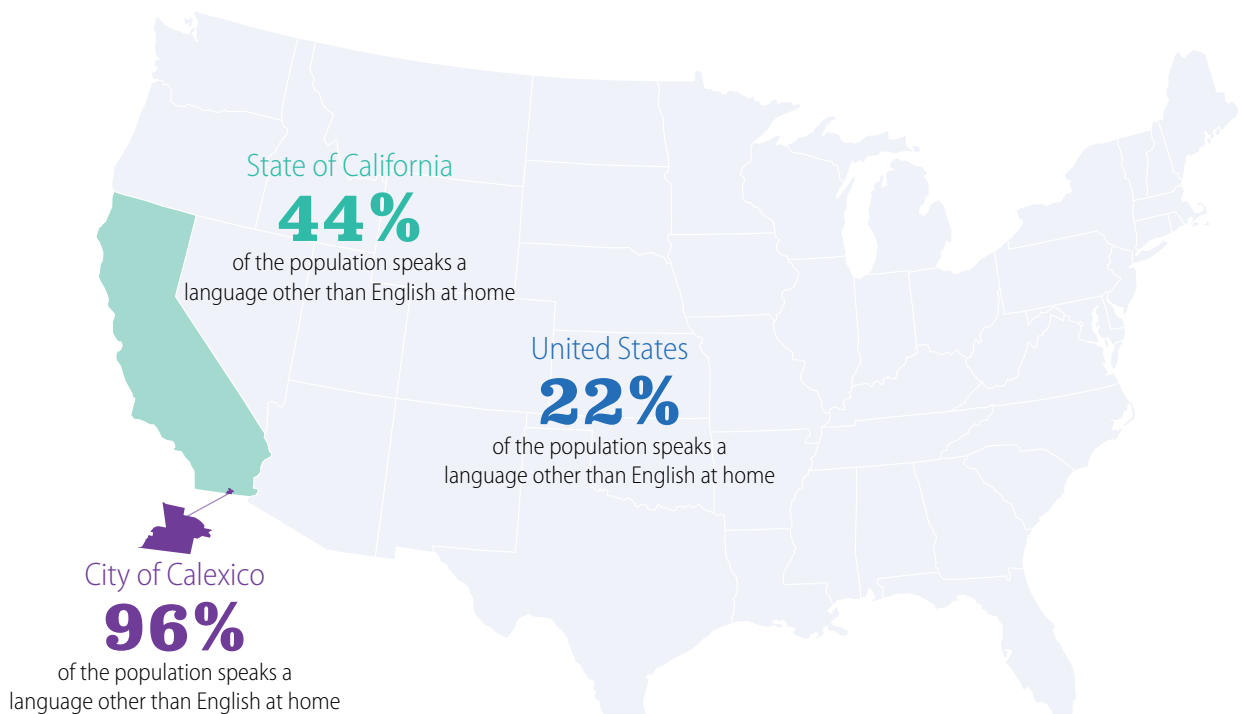 State of California
44%
of the population speaks a
language other than English at home
United States
22%
of the population speaks a
language other than English at home
City of Calexico
96%
of the population speaks a
language other than English at home